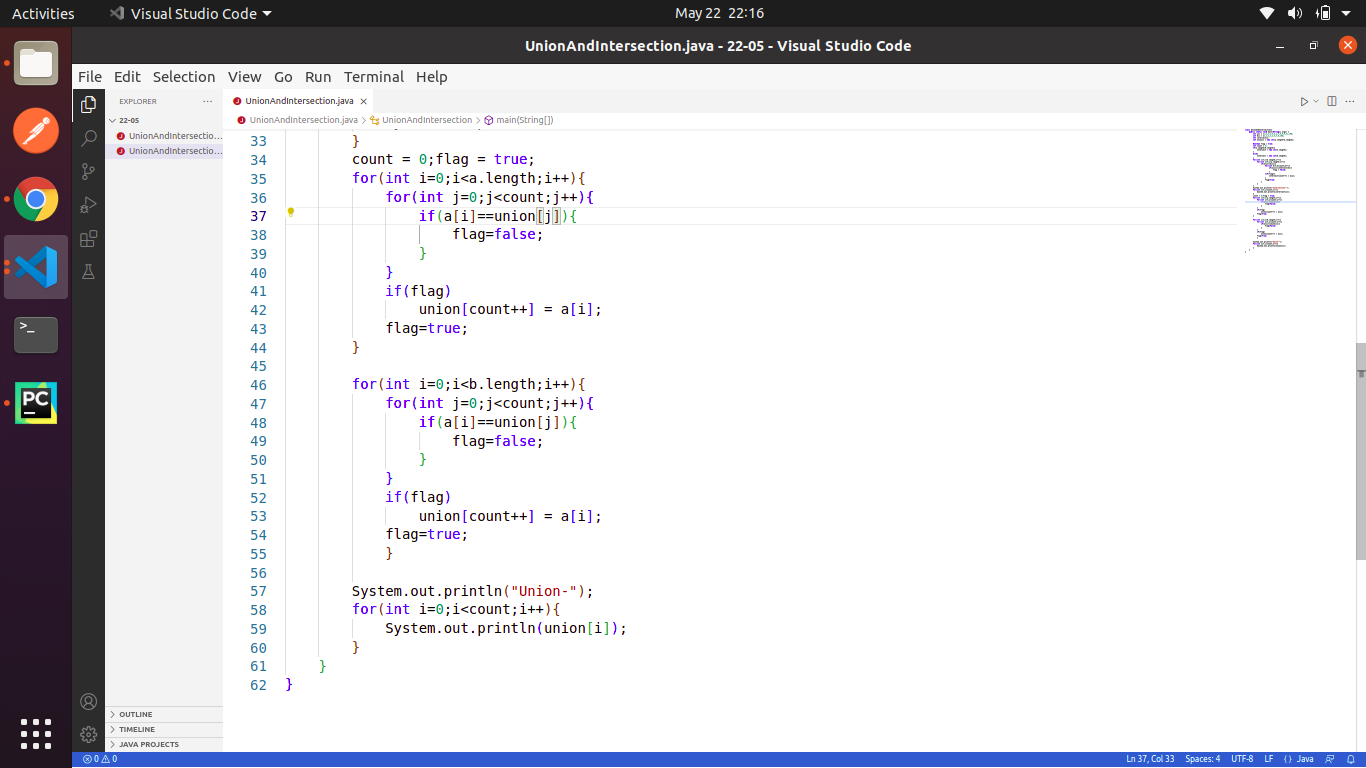 Activities
Visual Studio Code
May 22 22:16
UnionAndIntersection.java - 22-05 - Visual Studio Code
File Edit Selection View Go Run Terminal Help
EXPLORER
22-05
UnionAndIntersectio...
UnionAndIntersectio...
UnionAndIntersection.java
UnionAndIntersection.java > UnionAndIntersection > main(String[])
33 }
34 count = 0;flag = true;
35 for(int i=0;i<a.length;i++){
36 for(int j=0;j<count;j++){
37 if(a[i]==union[j]){
38 flag=false;
39 }
40 }
41 if(flag)
42 union[count++] = a[i];
43 flag=true;
44 }
45
46 for(int i=0;i<b.length;i++){
47 for(int j=0;j<count;j++){
48 if(a[i]==union[j]){
49 flag=false;
50 }
51 }
52 if(flag)
53 union[count++] = a[i];
54 flag=true;
55 }
56
57 System.out.println("Union-");
58 for(int i=0;i<count;i++){
59 System.out.println(union[i]);
60 }
61 }
62 }
OUTLINE
TIMELINE
JAVA PROJECTS
>_
PC
0 0
Ln 37, Col 33 Spaces: 4 UTF-8 LF {} Java